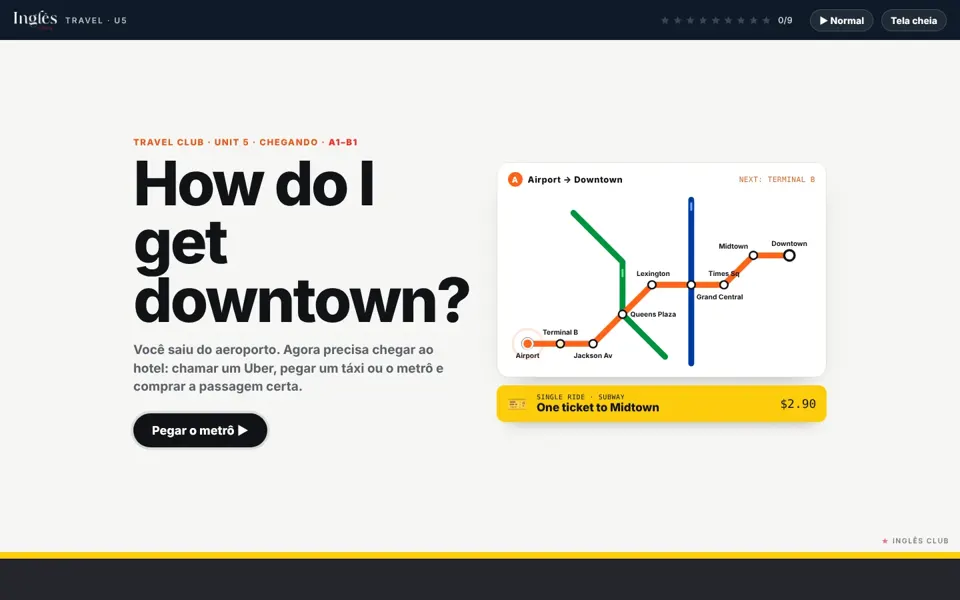 Inglês
TRAVEL · U5
★ ★ ★ ★ ★ ★ ★ ★ ★ 0/9
▶ Normal
Tela cheia
TRAVEL CLUB · UNIT 5 · CHEGANDO · A1–B1
How do I
get
downtown?
Você saiu do aeroporto. Agora precisa chegar ao
hotel: chamar um Uber, pegar um táxi ou o metrô e
comprar a passagem certa.
Pegar o metrô ▶
A Airport → Downtown
NEXT: TERMINAL B
Midtown
Downtown
Lexington
Times Sq
Grand Central
Queens Plaza
Terminal B
Airport
Jackson Av
SINGLE RIDE · SUBWAY
One ticket to Midtown
$2.90
★ INGLÊS CLUB